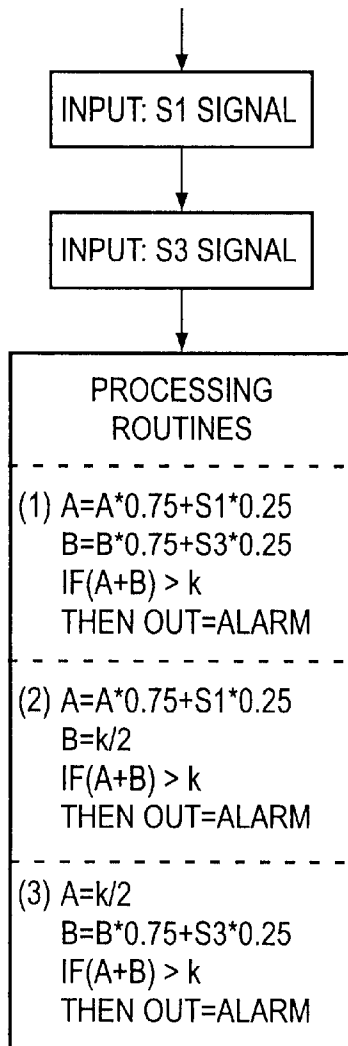 INPUT: S1 SIGNAL
INPUT: S3 SIGNAL
PROCESSING
ROUTINES
(1) A=A*0.75+S1*0.25
B=B*0.75+S3*0.25
IF(A+B) > k
THEN OUT=ALARM
(2) A=A*0.75+S1*0.25
B=k/2
IF(A+B) > k
THEN OUT=ALARM
(3) A=k/2
B=B*0.75+S3*0.25
IF(A+B) > k
THEN OUT=ALARM